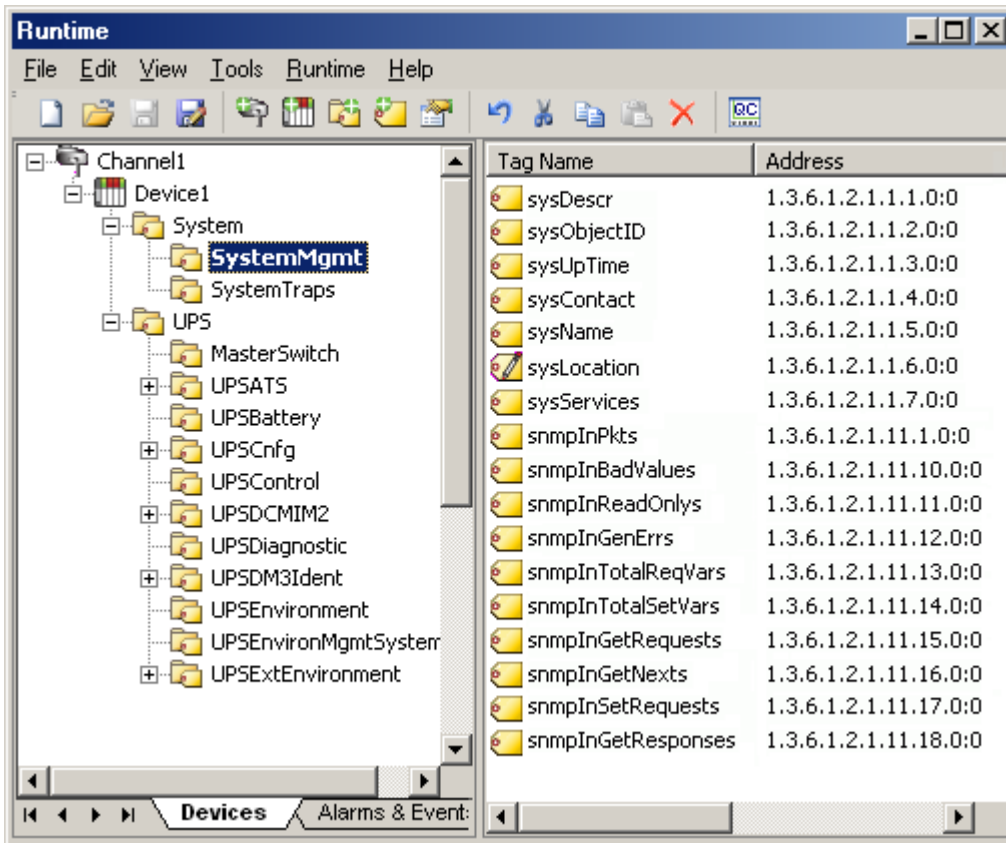 Runtime
File Edit View Tools Runtime Help
QC
Channel1
Device1
System
SystemMgmt
SystemTraps
UPS
MasterSwitch
UPSATS
UPSBattery
UPSCnfg
UPSControl
UPSDCMIM2
UPSDiagnostic
UPSDM3Ident
UPSEnvironment
UPSEnvironMgmtSystem
UPSExtEnvironment
Devices Alarms & Event
Tag Name Address
sysDescr 1.3.6.1.2.1.1.1.0:0
sysObjectID 1.3.6.1.2.1.1.2.0:0
sysUpTime 1.3.6.1.2.1.1.3.0:0
sysContact 1.3.6.1.2.1.1.4.0:0
sysName 1.3.6.1.2.1.1.5.0:0
sysLocation 1.3.6.1.2.1.1.6.0:0
sysServices 1.3.6.1.2.1.1.7.0:0
snmpInPkts 1.3.6.1.2.1.11.1.0:0
snmpInBadValues 1.3.6.1.2.1.11.10.0:0
snmpInReadOnlys 1.3.6.1.2.1.11.11.0:0
snmpInGenErrs 1.3.6.1.2.1.11.12.0:0
snmpInTotalReqVars 1.3.6.1.2.1.11.13.0:0
snmpInTotalSetVars 1.3.6.1.2.1.11.14.0:0
snmpInGetRequests 1.3.6.1.2.1.11.15.0:0
snmpInGetNexts 1.3.6.1.2.1.11.16.0:0
snmpInSetRequests 1.3.6.1.2.1.11.17.0:0
snmpInGetResponses 1.3.6.1.2.1.11.18.0:0